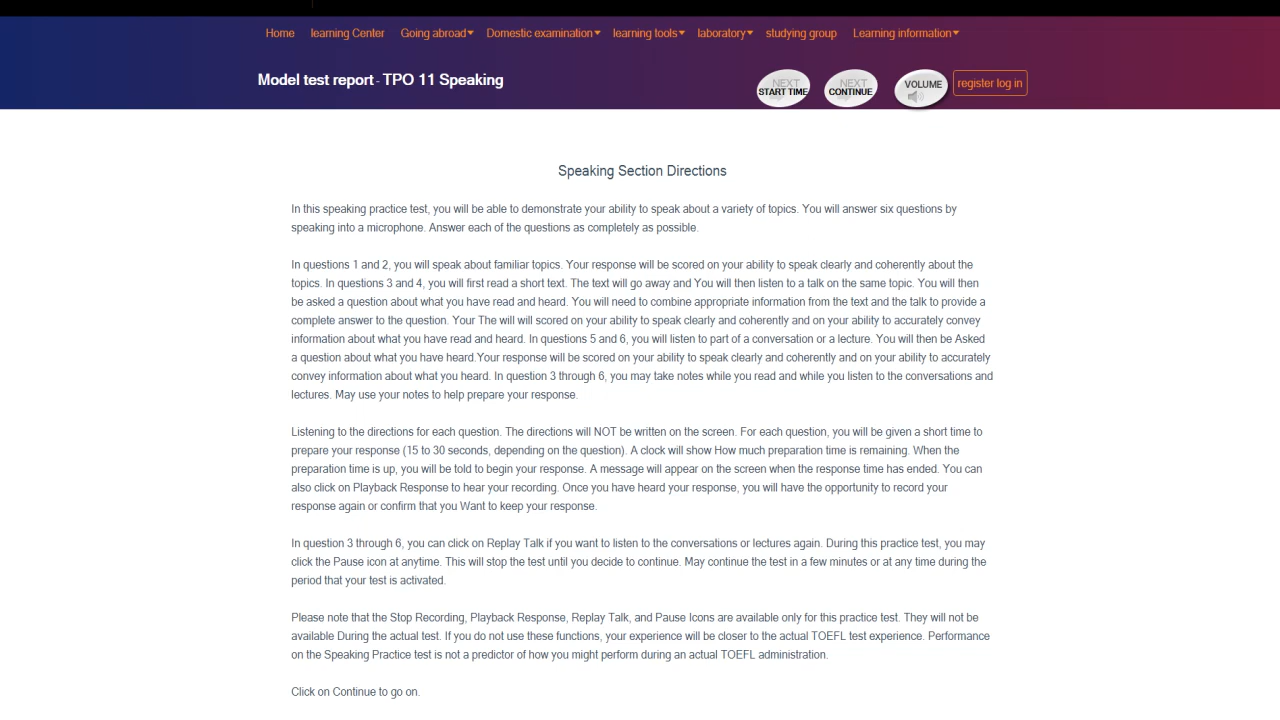 Home learning Center Going abroad Domestic examination learning tools laboratory studying group Learning information
Model test report - TPO 11 Speaking
NEXT START TIME
NEXT CONTINUE
VOLUME
register log in
Speaking Section Directions
In this speaking practice test, you will be able to demonstrate your ability to speak about a variety of topics. You will answer six questions by
speaking into a microphone. Answer each of the questions as completely as possible.
In questions 1 and 2, you will speak about familiar topics. Your response will be scored on your ability to speak clearly and coherently about the
topics. In questions 3 and 4, you will first read a short text. The text will go away and You will then listen to a talk on the same topic. You will then
be asked a question about what you have read and heard. You will need to combine appropriate information from the text and the talk to provide a
complete answer to the question. Your The will will scored on your ability to speak clearly and coherently and on your ability to accurately convey
information about what you have read and heard. In questions 5 and 6, you will listen to part of a conversation or a lecture. You will then be Asked
a question about what you have heard.Your response will be scored on your ability to speak clearly and coherently and on your ability to accurately
convey information about what you heard. In question 3 through 6, you may take notes while you read and while you listen to the conversations and
lectures. May use your notes to help prepare your response.
Listening to the directions for each question. The directions will NOT be written on the screen. For each question, you will be given a short time to
prepare your response (15 to 30 seconds, depending on the question). A clock will show How much preparation time is remaining. When the
preparation time is up, you will be told to begin your response. A message will appear on the screen when the response time has ended. You can
also click on Playback Response to hear your recording. Once you have heard your response, you will have the opportunity to record your
response again or confirm that you Want to keep your response.
In question 3 through 6, you can click on Replay Talk if you want to listen to the conversations or lectures again. During this practice test, you may
click the Pause icon at anytime. This will stop the test until you decide to continue. May continue the test in a few minutes or at any time during the
period that your test is activated.
Please note that the Stop Recording, Playback Response, Replay Talk, and Pause Icons are available only for this practice test. They will not be
available During the actual test. If you do not use these functions, your experience will be closer to the actual TOEFL test experience. Performance
on the Speaking Practice test is not a predictor of how you might perform during an actual TOEFL administration.
Click on Continue to go on.